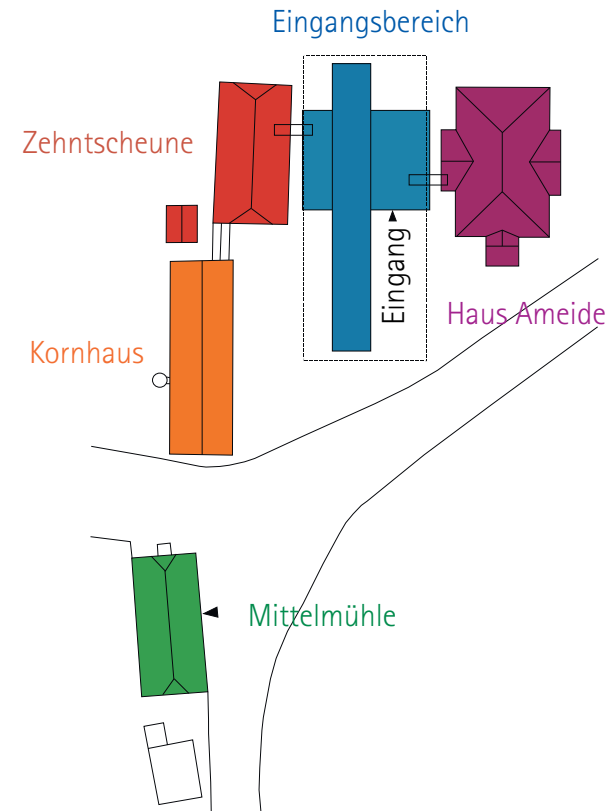 Eingangsbereich
Zehntscheune
Eingang
Haus Ameide
Kornhaus
Mittelmühle